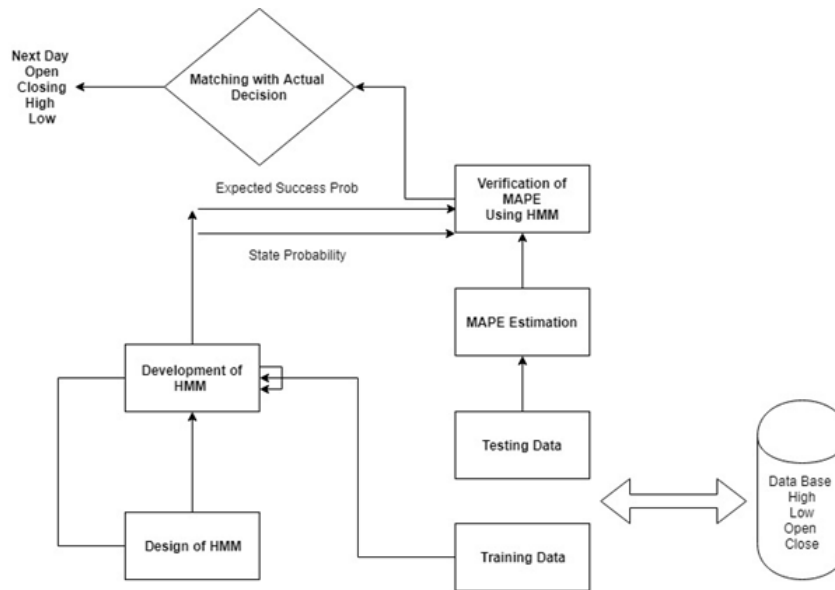 Next Day
Open
Closing
High
Low
Matching with Actual
Decision
Expected Success Prob
State Probability
Verification of
MAPE
Using HMM
MAPE Estimation
Development of
HMM
Testing Data
Design of HMM
Training Data
Data Base
High
Low
Open
Close